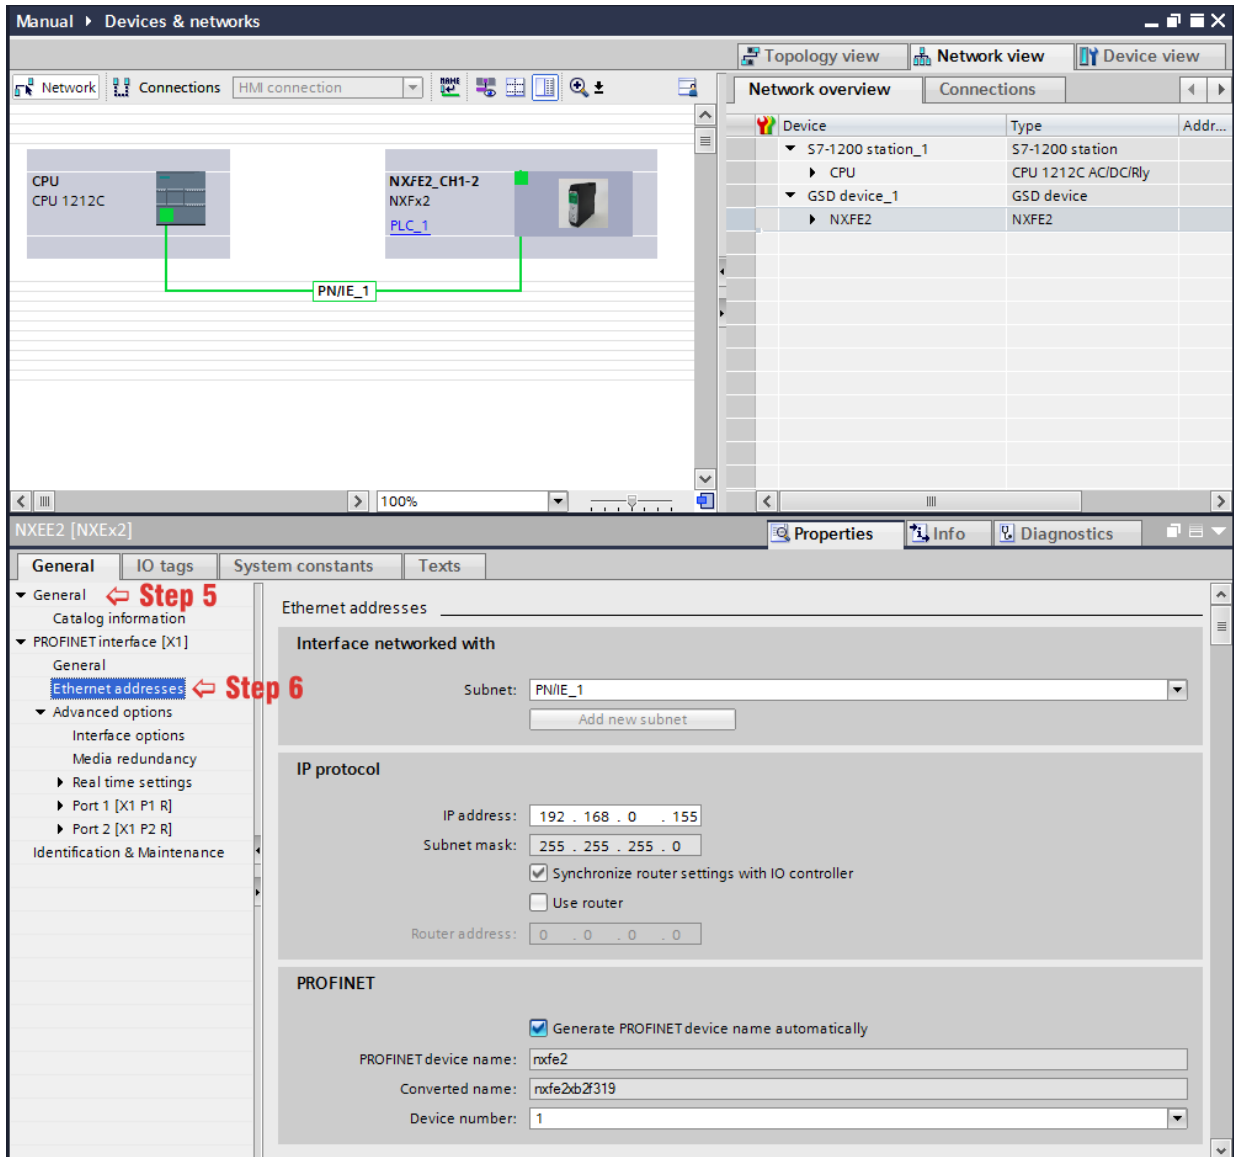 Manual ▸ Devices & networks
Topology view
Network view
Device view
Network
Connections
HMI connection
Network overview
Connections
Device
Type
Addr...
S7-1200 station_1
S7-1200 station
CPU
CPU 1212C AC/DC/Rly
GSD device_1
GSD device
NXFE2
NXFE2
CPU
CPU 1212C
NXFE2_CH1-2
NXFx2
PLC_1
PN/IE_1
100%
NXEE2 [NXEx2]
Properties
Info
Diagnostics
General
IO tags
System constants
Texts
General
⇦ Step 5
Catalog information
PROFINET interface [X1]
General
Ethernet addresses
⇦ Step 6
Advanced options
Interface options
Media redundancy
Real time settings
Port 1 [X1 P1 R]
Port 2 [X1 P2 R]
Identification & Maintenance
Ethernet addresses
Interface networked with
Subnet: PN/IE_1
Add new subnet
IP protocol
IP address: 192 . 168 . 0 . 155
Subnet mask: 255 . 255 . 255 . 0
Synchronize router settings with IO controller
Use router
Router address: 0 . 0 . 0 . 0
PROFINET
Generate PROFINET device name automatically
PROFINET device name: nxfe2
Converted name: nxfe2xb2f319
Device number: 1